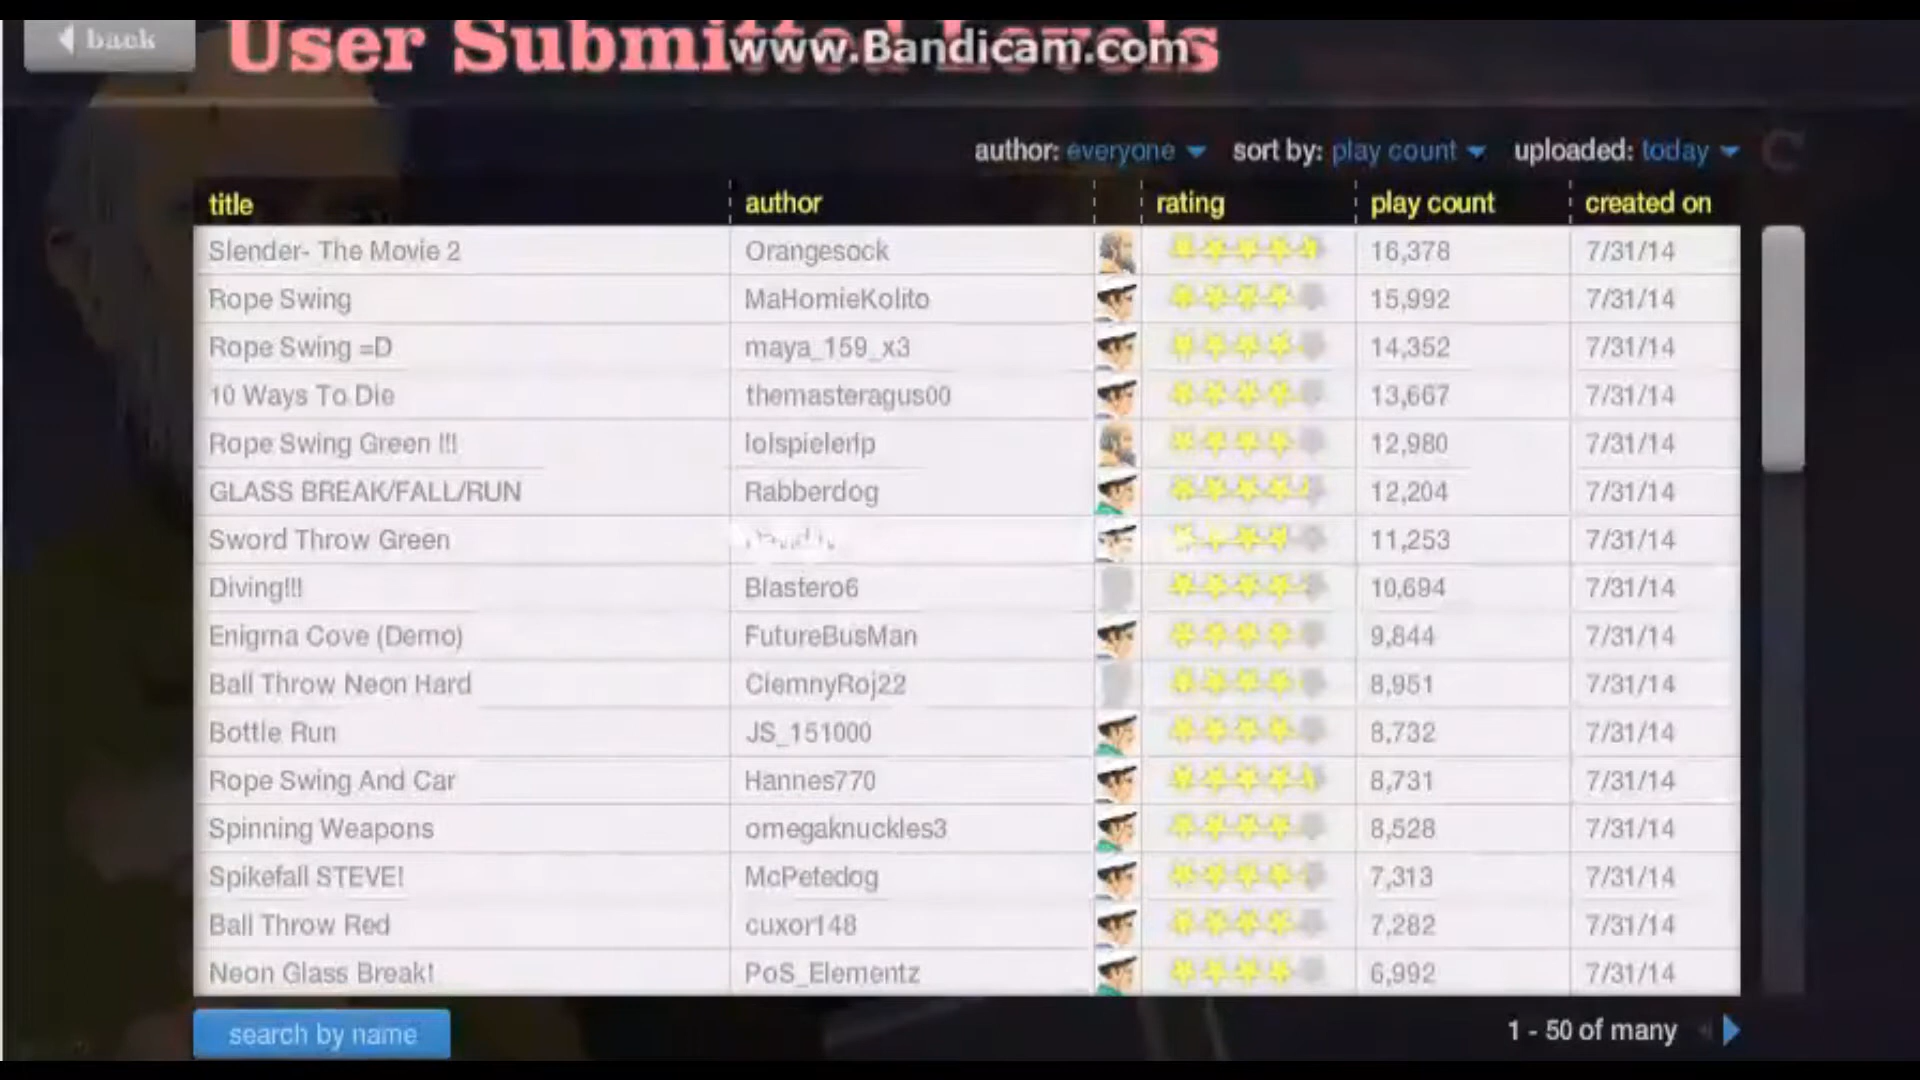 back
User Submitted Levels
www.Bandicam.com
author: everyone sort by: play count uploaded: today
title author rating play count created on
Slender- The Movie 2 Orangesock 16,378 7/31/14
Rope Swing MaHomieKolito 15,992 7/31/14
Rope Swing =D maya_159_x3 14,352 7/31/14
10 Ways To Die themasteragus00 13,667 7/31/14
Rope Swing Green !!! lolspielerlp 12,980 7/31/14
GLASS BREAK/FALL/RUN Rabberdog 12,204 7/31/14
Sword Throw Green 11,253 7/31/14
Diving!!! Blasfero6 10,694 7/31/14
Enigma Cove (Demo) FutureBusMan 9,844 7/31/14
Ball Throw Neon Hard CiemnyRoj22 8,951 7/31/14
Bottle Run JS_151000 8,732 7/31/14
Rope Swing And Car Hannes770 8,731 7/31/14
Spinning Weapons omegaknuckles3 8,528 7/31/14
Spikefall STEVE! McPetedog 7,313 7/31/14
Ball Throw Red cuxor148 7,282 7/31/14
Neon Glass Break! PoS_Elementz 6,992 7/31/14
search by name
1 - 50 of many